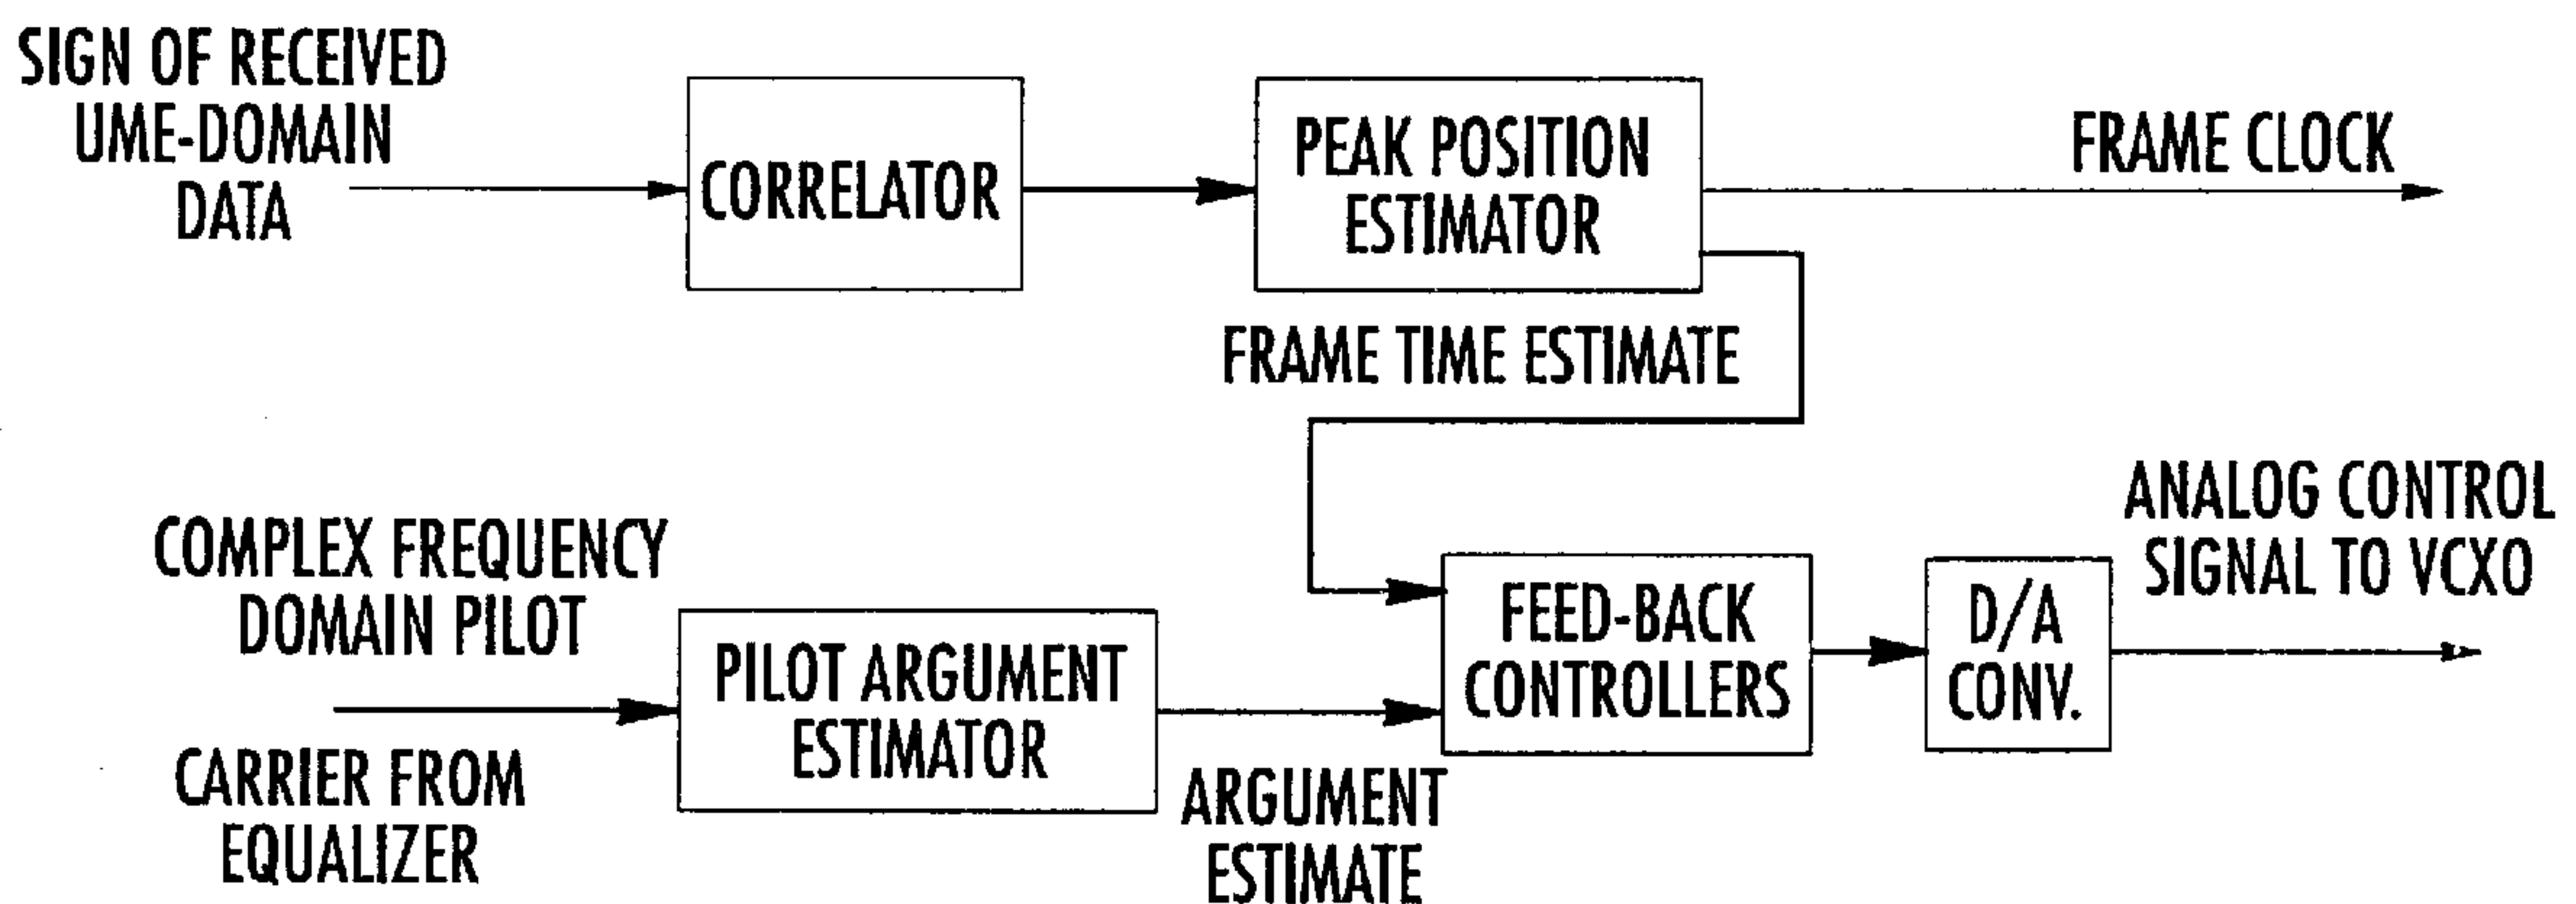 SIGN OF RECEIVED
UME-DOMAIN
DATA
CORRELATOR
PEAK POSITION
ESTIMATOR
FRAME CLOCK
FRAME TIME ESTIMATE
COMPLEX FREQUENCY
DOMAIN PILOT
CARRIER FROM
EQUALIZER
PILOT ARGUMENT
ESTIMATOR
ARGUMENT
ESTIMATE
FEED-BACK
CONTROLLERS
D/A
CONV.
ANALOG CONTROL
SIGNAL TO VCXO